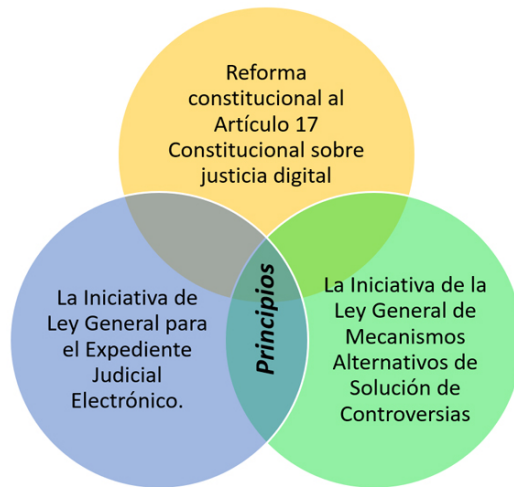 Reforma
constitucional al
Artículo 17
Constitucional sobre
justicia digital
La Iniciativa de
Ley General para
el Expediente
Judicial
Electrónico.
Principios
La Iniciativa de la
Ley General de
Mecanismos
Alternativos de
Solución de
Controversias